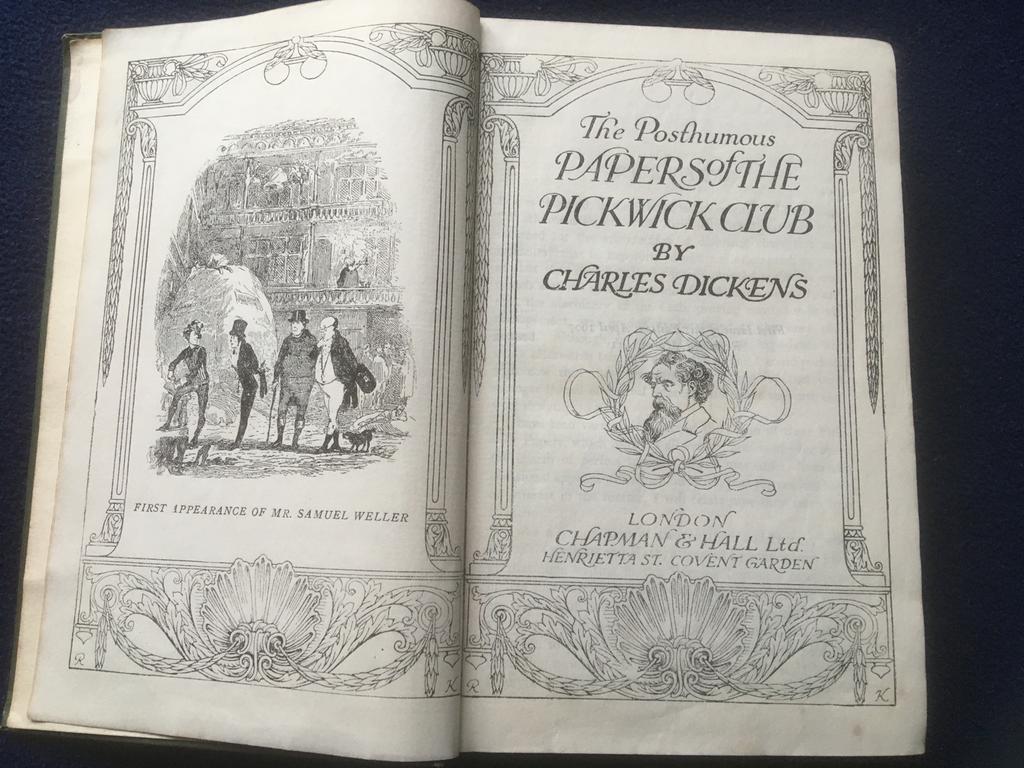 FIRST APPEARANCE OF MR. SAMUEL WELLER
R
K
The Posthumous
PAPERS of THE
PICKWICK CLUB
BY
CHARLES DICKENS
LONDON
CHAPMAN & HALL Ltd.
HENRIETTA ST. COVENT GARDEN
R
K